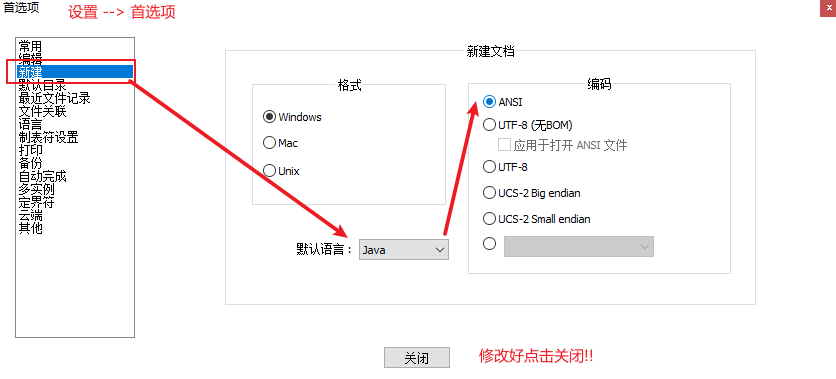 首选项
设置 --> 首选项
常用
编辑
新建
默认目录
最近文件记录
文件关联
语言
制表符设置
打印
备份
自动完成
多实例
定界符
云端
其他
新建文档
格式
Windows
Mac
Unix
默认语言：
Java
编码
ANSI
UTF-8 (无BOM)
应用于打开 ANSI 文件
UTF-8
UCS-2 Big endian
UCS-2 Small endian
关闭
修改好点击关闭!!